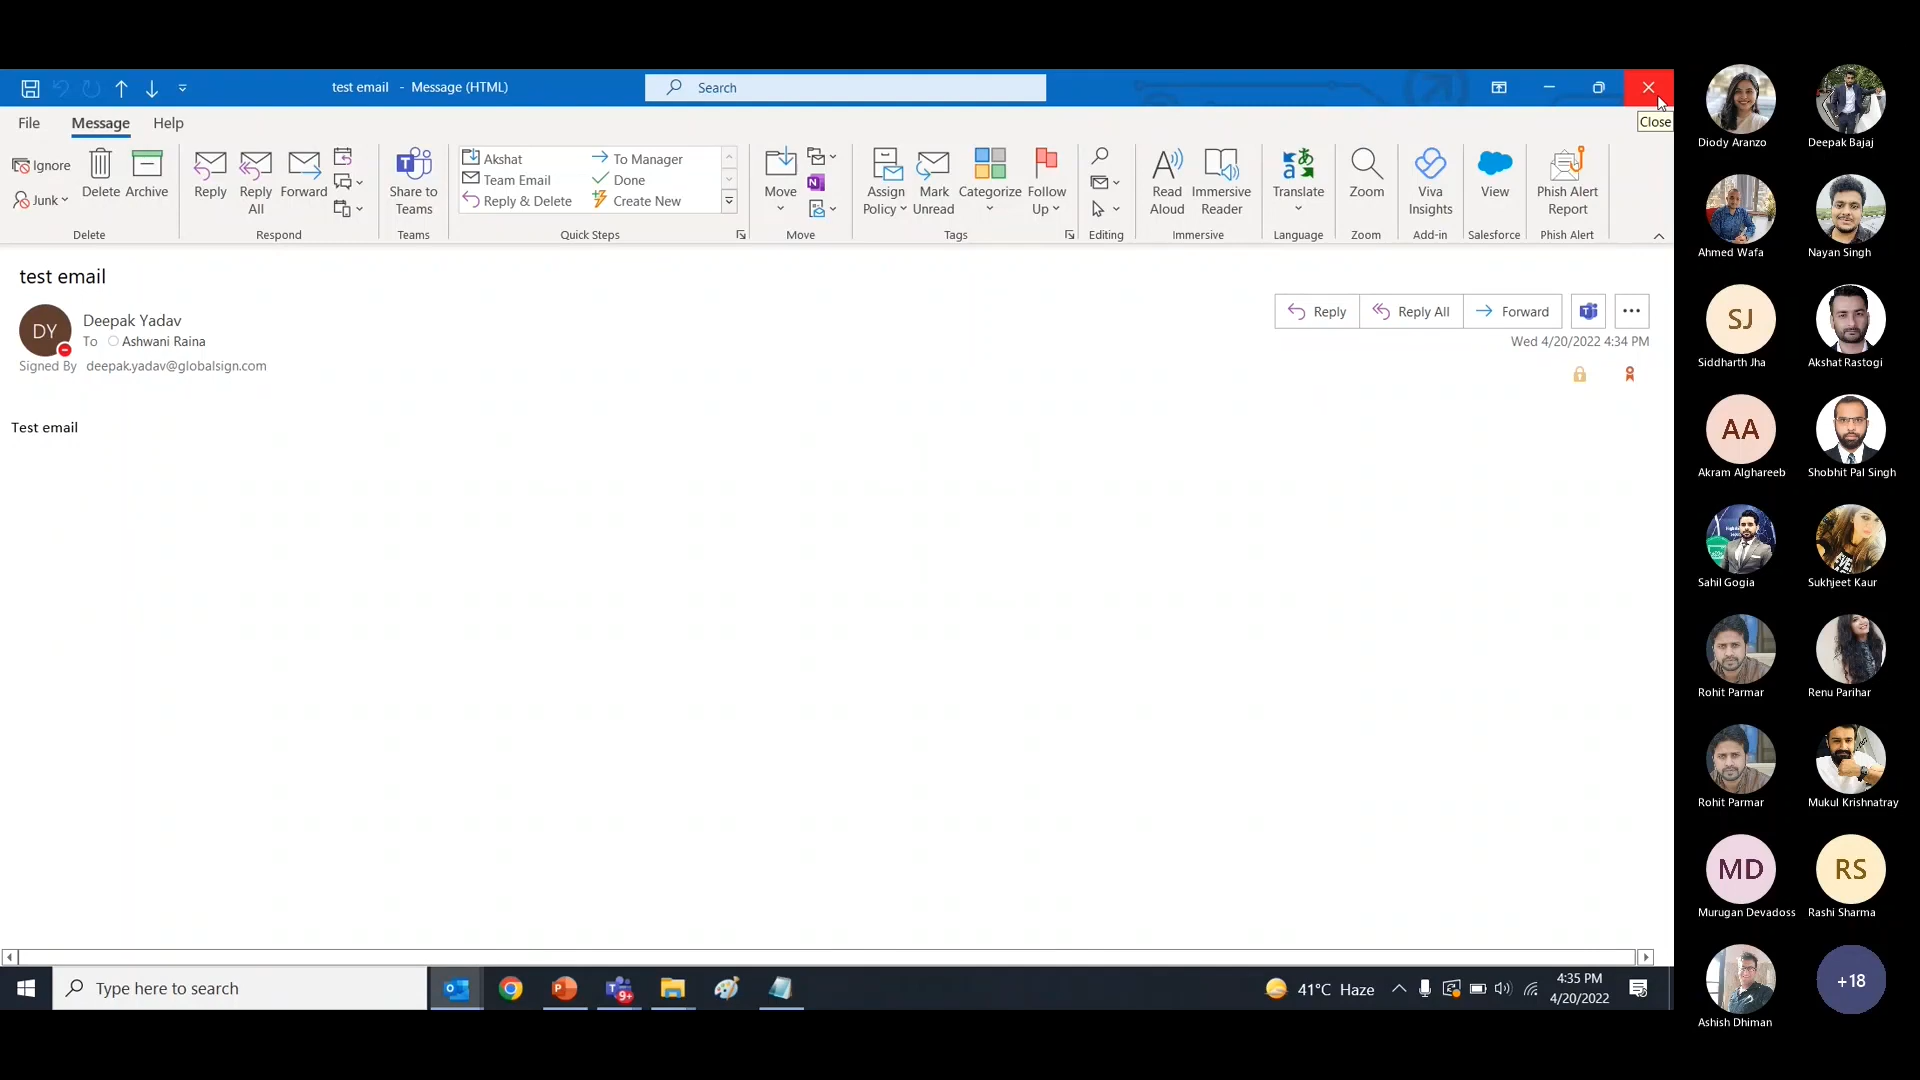 test email - Message (HTML)
Search
Close
File Message Help
Ignore
Junk
Delete
Archive
Delete
Reply
Reply All
Forward
Respond
Share to Teams
Teams
Akshat
To Manager
Team Email
Done
Reply & Delete
Create New
Quick Steps
Move
Move
Assign Policy
Mark Unread
Categorize
Follow Up
Tags
Editing
Read Aloud
Immersive Reader
Immersive
Translate
Language
Zoom
Zoom
Viva Insights
Add-in
View
Salesforce
Phish Alert Report
Phish Alert
test email
DY
Deepak Yadav
To Ashwani Raina
Signed By deepak.yadav@globalsign.com
Reply
Reply All
Forward
Wed 4/20/2022 4:34 PM
Test email
Type here to search
9+
41°C Haze
4:35 PM
4/20/2022
Diody Aranzo
Deepak Bajaj
Ahmed Wafa
Nayan Singh
SJ
Siddharth Jha
Akshat Rastogi
AA
Akram Alghareeb
Shobhit Pal Singh
Sahil Gogia
Sukhjeet Kaur
Rohit Parmar
Renu Parihar
Rohit Parmar
Mukul Krishnatray
MD
Murugan Devadoss
RS
Rashi Sharma
Ashish Dhiman
+18